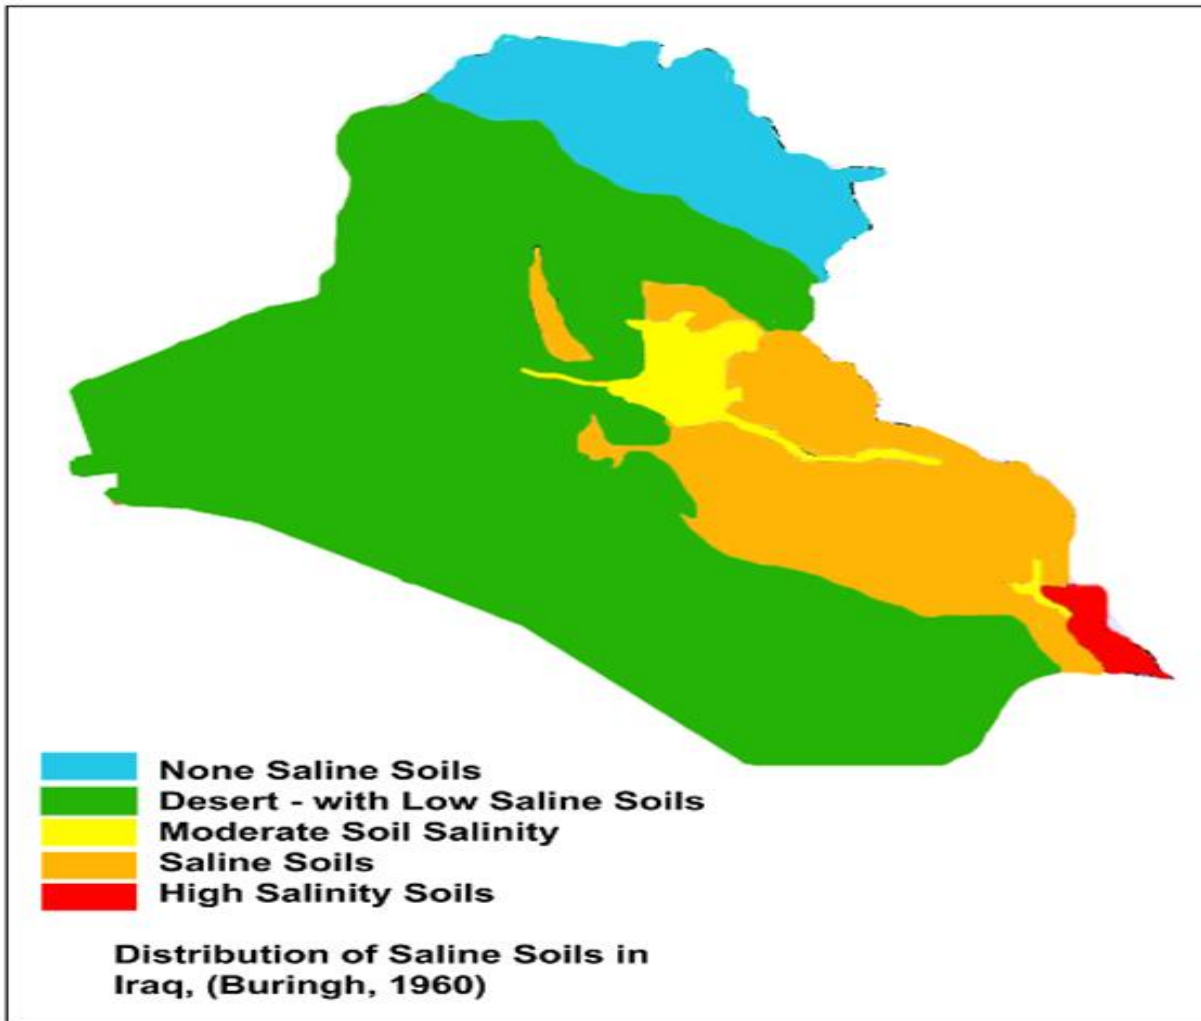 None Saline Soils
Desert - with Low Saline Soils
Moderate Soil Salinity
Saline Soils
High Salinity Soils
Distribution of Saline Soils in
Iraq, (Buringh, 1960)